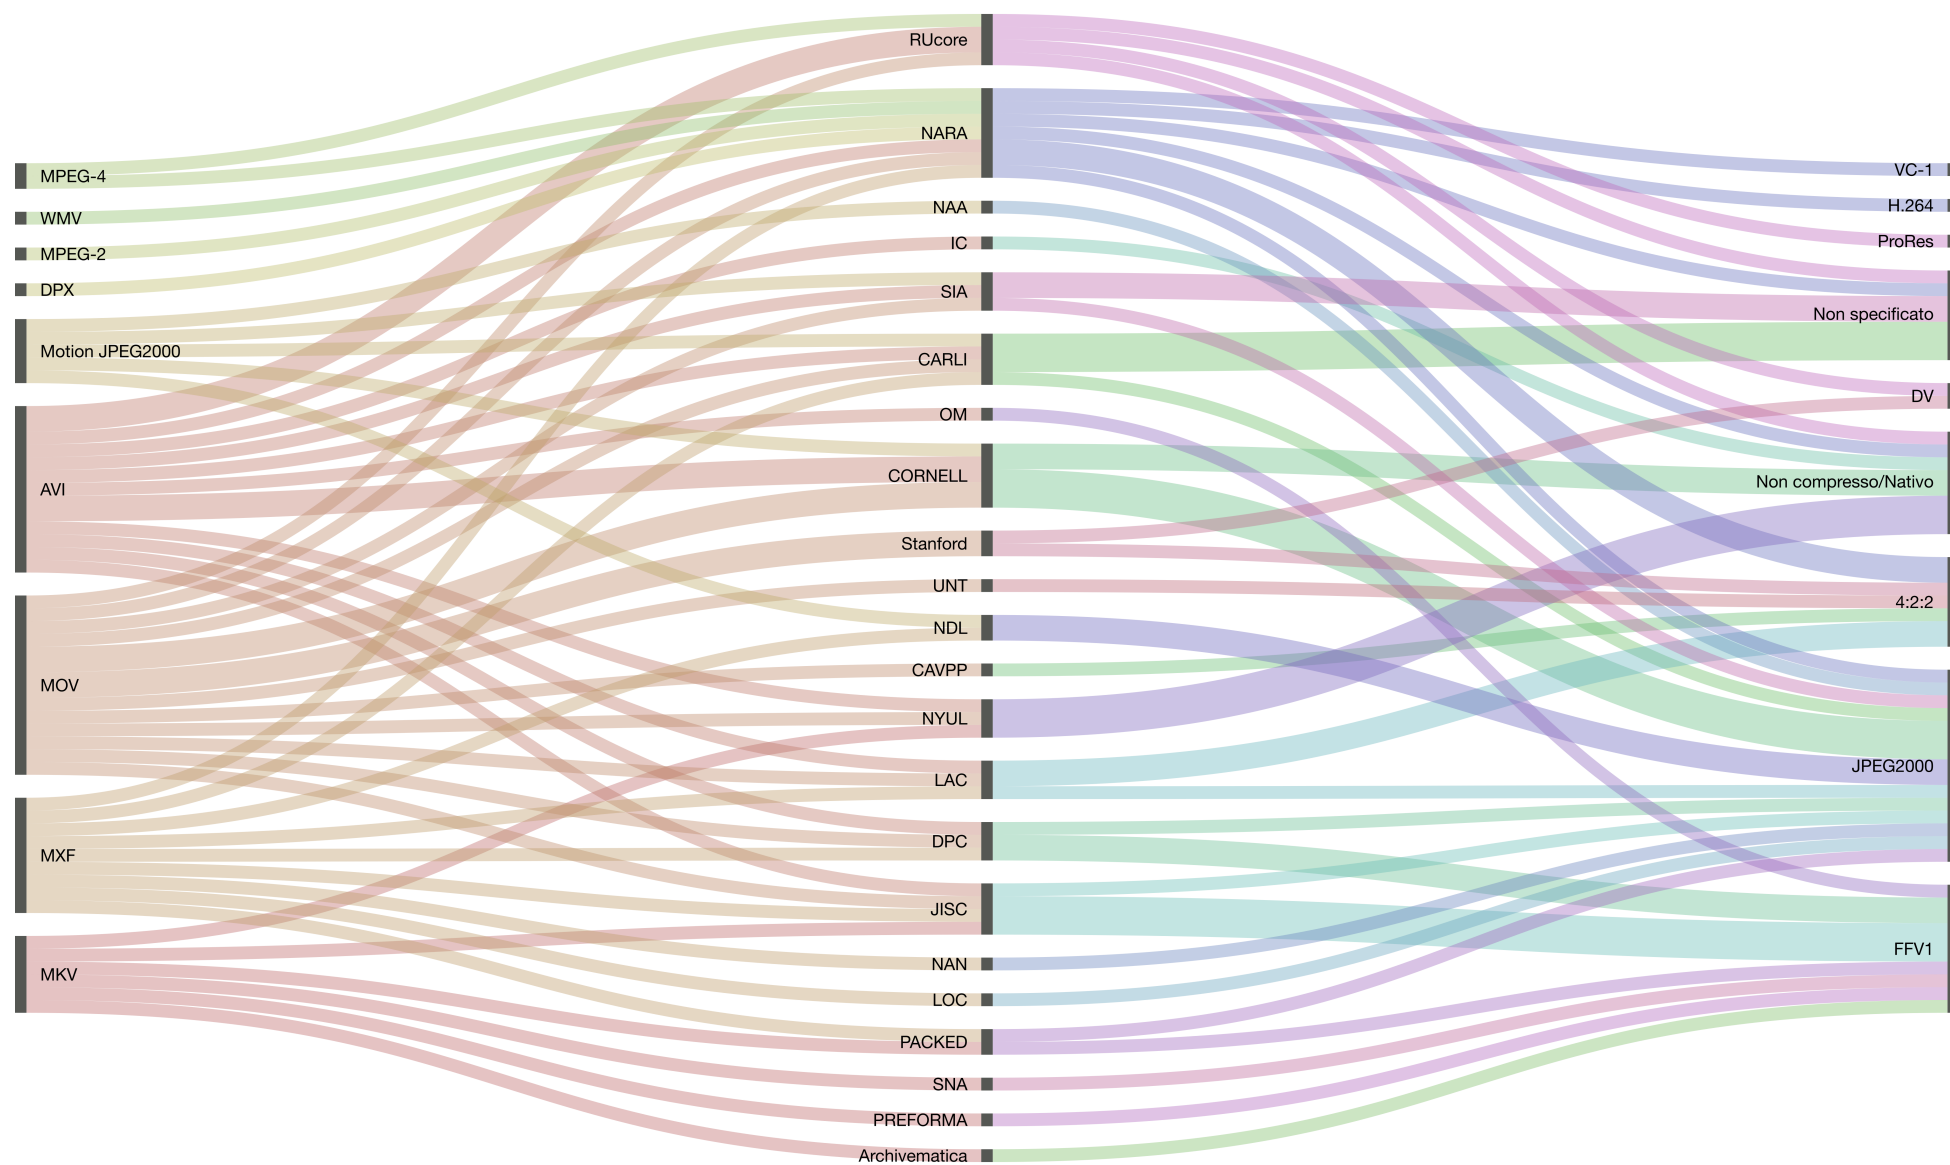 MPEG-4
WMV
MPEG-2
DPX
Motion JPEG2000
AVI
MOV
MXF
MKV
RUcore
NARA
NAA
IC
SIA
CARLI
OM
CORNELL
Stanford
UNT
NDL
CAVPP
NYUL
LAC
DPC
JISC
NAN
LOC
PACKED
SNA
PREFORMA
Archivematica
VC-1
H.264
ProRes
Non specificato
DV
Non compresso/Nativo
4:2:2
JPEG2000
FFV1